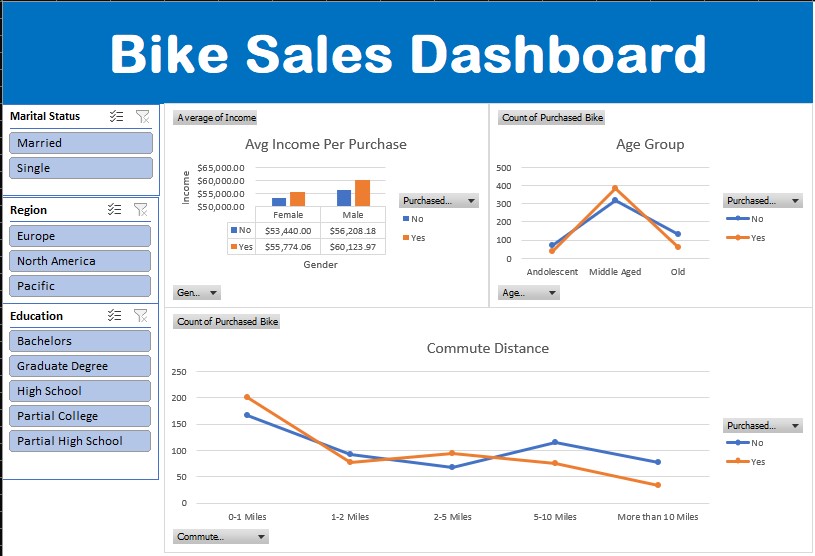 Bike Sales Dashboard
Marital Status
Married
Single
Region
Europe
North America
Pacific
Education
Bachelors
Graduate Degree
High School
Partial College
Partial High School
Average of Income
Avg Income Per Purchase
Income
$65,000.00
$60,000.00
$55,000.00
$50,000.00
Female Male
No $53,440.00 $56,208.18
Yes $55,774.06 $60,123.97
Gender
Purchased...
No
Yes
Gen...
Count of Purchased Bike
Age Group
500
400
300
200
100
0
Andolescent Middle Aged Old
Purchased...
No
Yes
Age...
Count of Purchased Bike
Commute Distance
250
200
150
100
50
0
0-1 Miles 1-2 Miles 2-5 Miles 5-10 Miles More than 10 Miles
Purchased...
No
Yes
Commute...